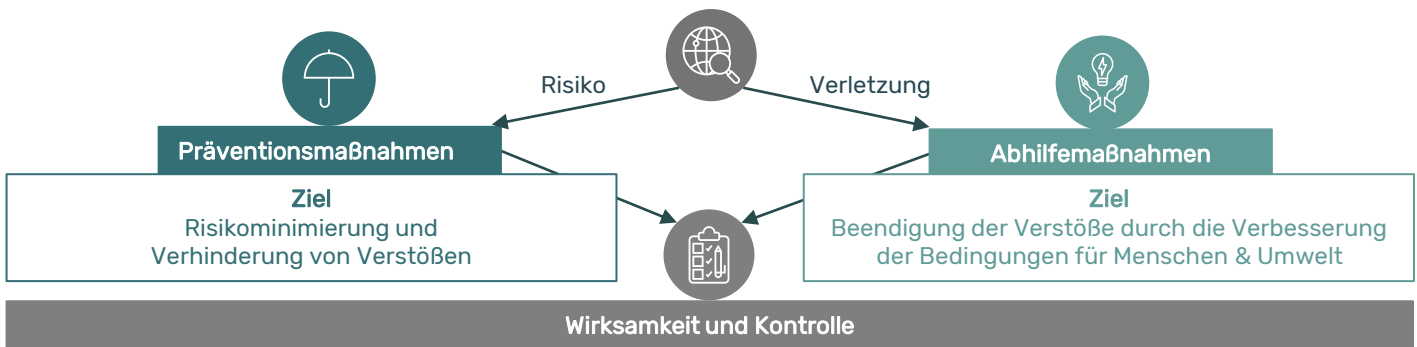 Risiko
Verletzung
Präventionsmaßnahmen
Ziel
Risikominimierung und
Verhinderung von Verstößen
Abhilfemaßnahmen
Ziel
Beendigung der Verstöße durch die Verbesserung
der Bedingungen für Menschen & Umwelt
Wirksamkeit und Kontrolle